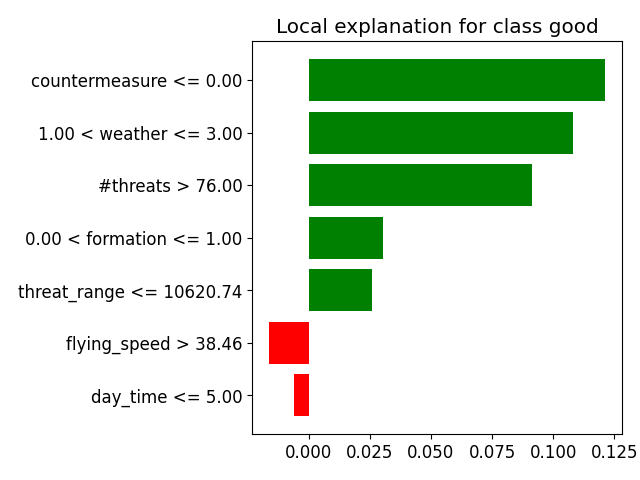 Local explanation for class good
countermeasure <= 0.00
1.00 < weather <= 3.00
#threats > 76.00
0.00 < formation <= 1.00
threat_range <= 10620.74
flying_speed > 38.46
day_time <= 5.00
0.000 0.025 0.050 0.075 0.100 0.125